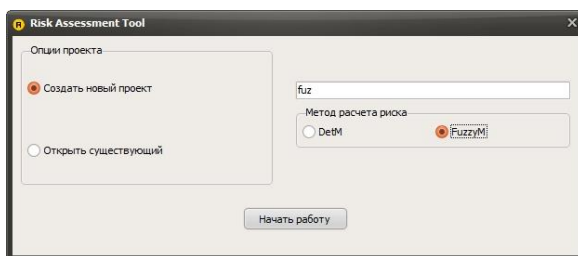 Risk Assessment Tool
Опции проекта
Создать новый проект
fuz
Метод расчета риска
DetM FuzzyM
Открыть существующий
Начать работу